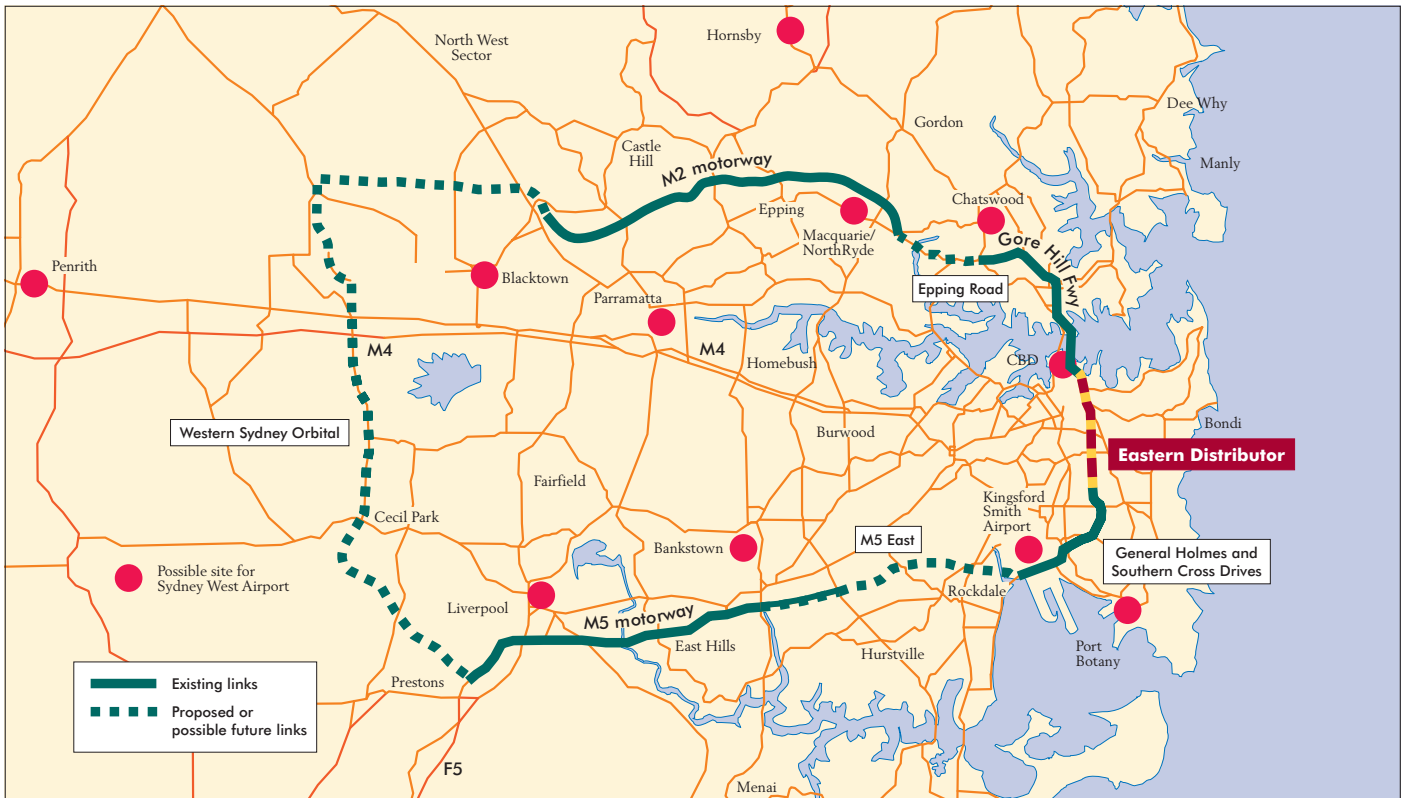 North West
Sector
Hornsby
Dee Why
Gordon
Castle
Hill
Manly
M2 motorway
Chatswood
Epping
Macquarie/
NorthRyde
Gore Hill Fwy
Penrith
Blacktown
Epping Road
Parramatta
M4
M4
Homebush
CBD
Western Sydney Orbital
Burwood
Bondi
Eastern Distributor
Fairfield
Kingsford
Smith
Airport
Cecil Park
M5 East
Bankstown
General Holmes and
Southern Cross Drives
Possible site for
Sydney West Airport
Liverpool
Rockdale
M5 motorway
East Hills
Hurstville
Port
Botany
Prestons
Existing links
Proposed or
possible future links
F5
Menai